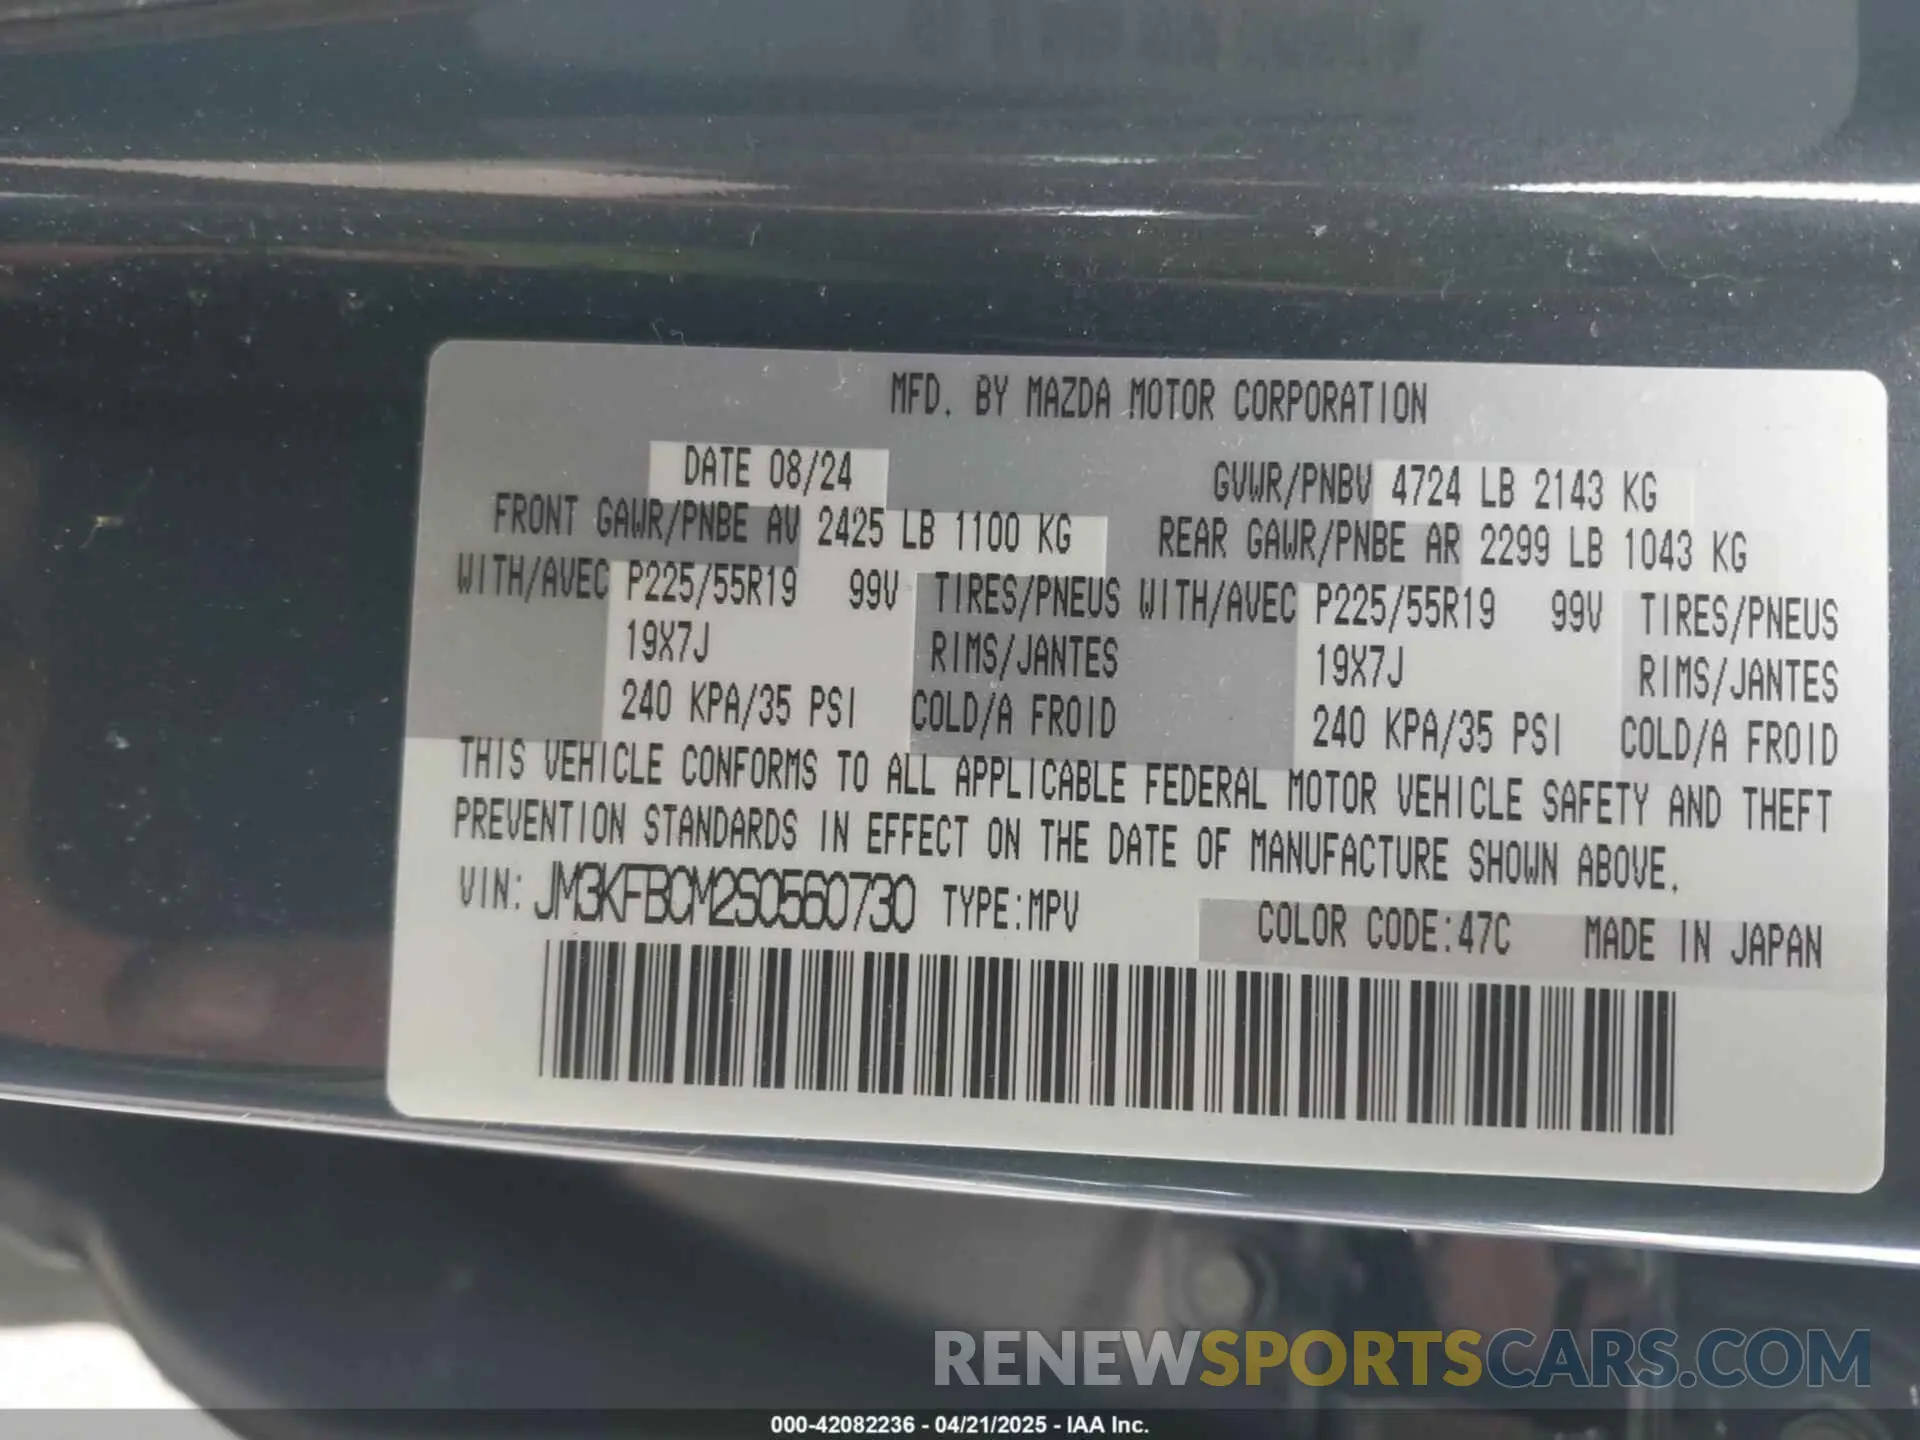 MFD. BY MAZDA MOTOR CORPORATION
DATE 08/24 GVWR/PNBV 4724 LB 2143 KG
FRONT GAWR/PNBE AV 2425 LB 1100 KG REAR GAWR/PNBE AR 2299 LB 1043 KG
WITH/AVEC P225/55R19 99V TIRES/PNEUS WITH/AVEC P225/55R19 99V TIRES/PNEUS
19X7J RIMS/JANTES 19X7J RIMS/JANTES
240 KPA/35 PSI COLD/A FROID 240 KPA/35 PSI COLD/A FROID
THIS VEHICLE CONFORMS TO ALL APPLICABLE FEDERAL MOTOR VEHICLE SAFETY AND THEFT
PREVENTION STANDARDS IN EFFECT ON THE DATE OF MANUFACTURE SHOWN ABOVE.
VIN: JM3KFBCM2S0560730 TYPE:MPV COLOR CODE:47C MADE IN JAPAN
RENEWSPORTSCARS.COM
000-42082236 - 04/21/2025 - IAA Inc.